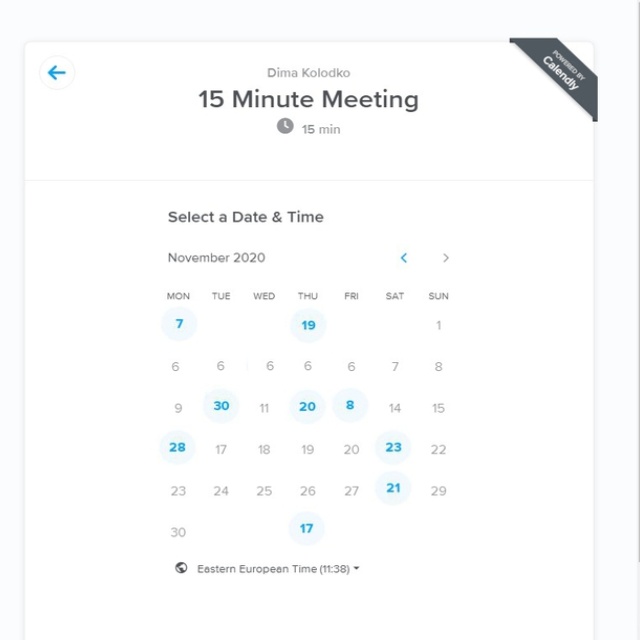 POWERED BY
Calendly
Dima Kolodko
15 Minute Meeting
15 min
Select a Date & Time
November 2020
MON TUE WED THU FRI SAT SUN
7 19 1
6 6 6 6 6 7 8
9 30 11 20 8 14 15
28 17 18 19 20 23 22
23 24 25 26 27 21 29
30 17
Eastern European Time (11:38)